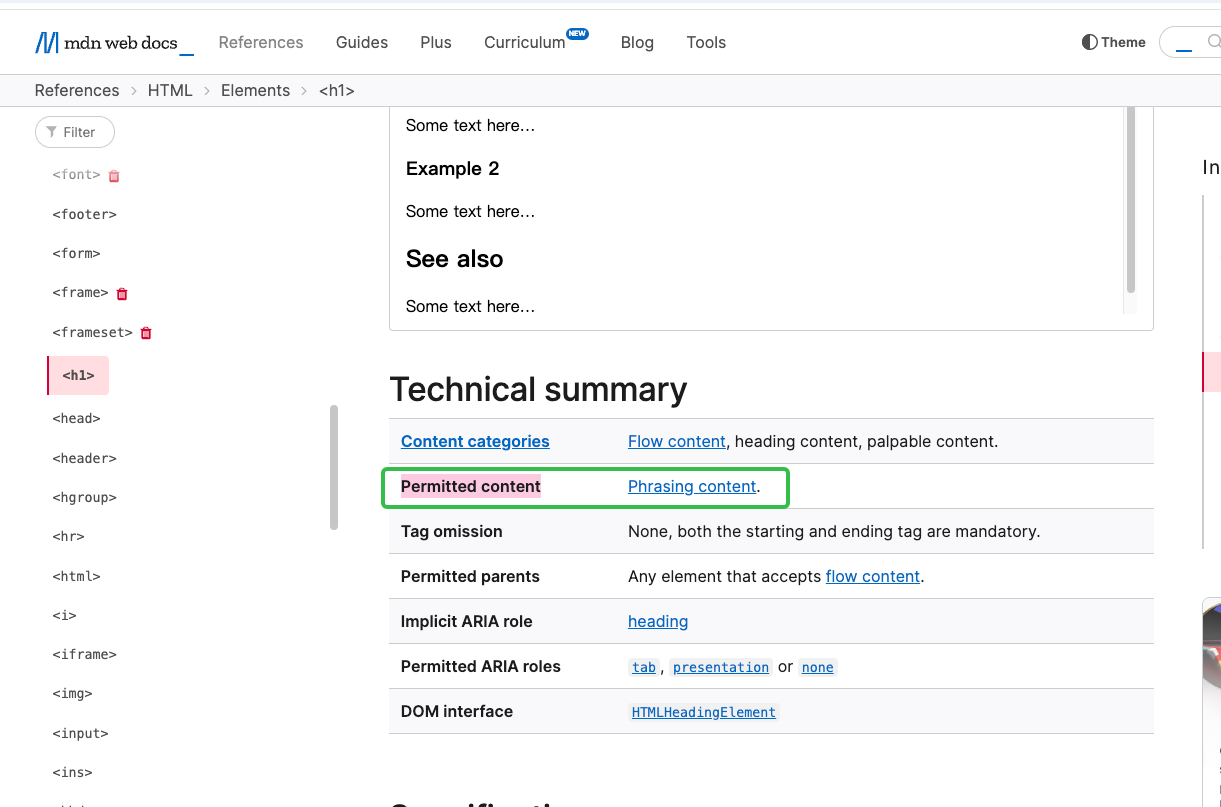 mdn web docs_
References Guides Plus Curriculum NEW Blog Tools
Theme
References > HTML > Elements > <h1>
Filter
<font>
<footer>
<form>
<frame>
<frameset>
<h1>
<head>
<header>
<hgroup>
<hr>
<html>
<i>
<iframe>
<img>
<input>
<ins>
Some text here…
Example 2
Some text here…
See also
Some text here…
Technical summary
Content categories Flow content, heading content, palpable content.
Permitted content Phrasing content.
Tag omission None, both the starting and ending tag are mandatory.
Permitted parents Any element that accepts flow content.
Implicit ARIA role heading
Permitted ARIA roles tab, presentation or none
DOM interface HTMLHeadingElement
In